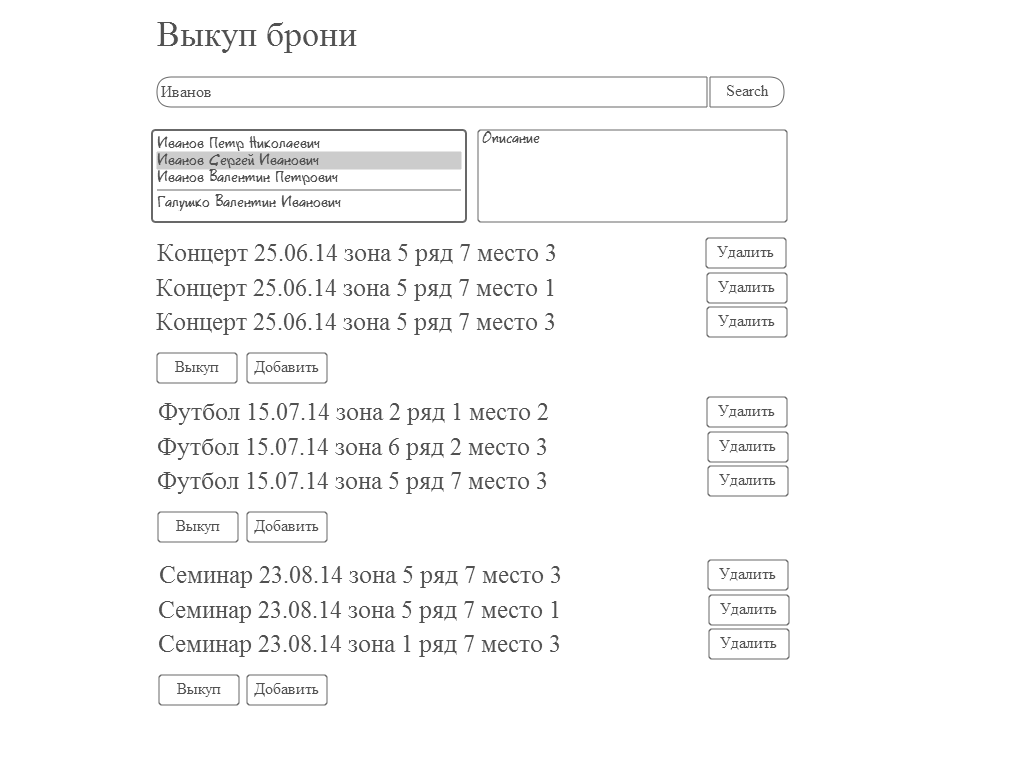 Выкуп брони
Иванов Search
Иванов Петр Николаевич
Иванов Сергей Иванович
Иванов Валентин Петрович
Галушко Валентин Иванович
Описание
Концерт 25.06.14 зона 5 ряд 7 место 3 Удалить
Концерт 25.06.14 зона 5 ряд 7 место 1 Удалить
Концерт 25.06.14 зона 5 ряд 7 место 3 Удалить
Выкуп Добавить
Футбол 15.07.14 зона 2 ряд 1 место 2 Удалить
Футбол 15.07.14 зона 6 ряд 2 место 3 Удалить
Футбол 15.07.14 зона 5 ряд 7 место 3 Удалить
Выкуп Добавить
Семинар 23.08.14 зона 5 ряд 7 место 3 Удалить
Семинар 23.08.14 зона 5 ряд 7 место 1 Удалить
Семинар 23.08.14 зона 1 ряд 7 место 3 Удалить
Выкуп Добавить